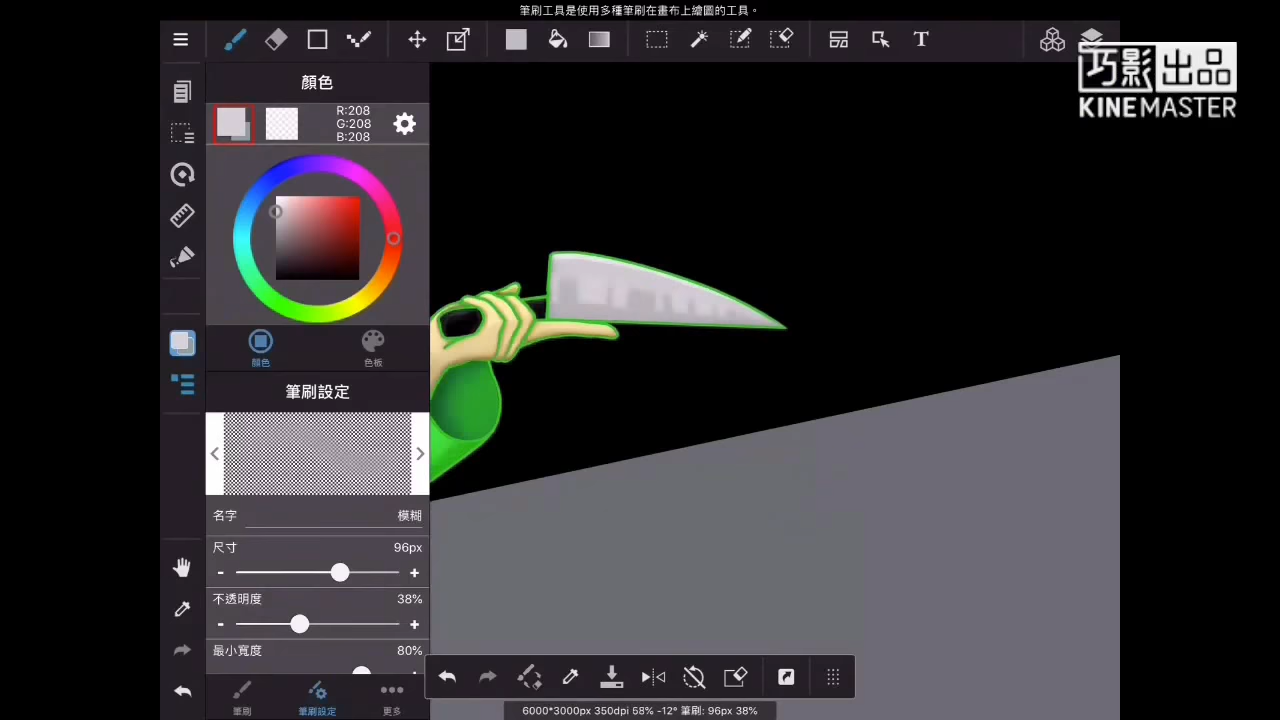 筆刷工具是使用多種筆刷在畫布上繪圖的工具。
T
巧影出品
KINEMASTER
顏色
R:208
G:208
B:208
顏色
色板
筆刷設定
名字
模糊
尺寸
96px
-
+
不透明度
38%
-
+
最小寬度
80%
筆刷
筆刷設定
更多
6000*3000px 350dpi 58% -12° 筆刷: 96px 38%